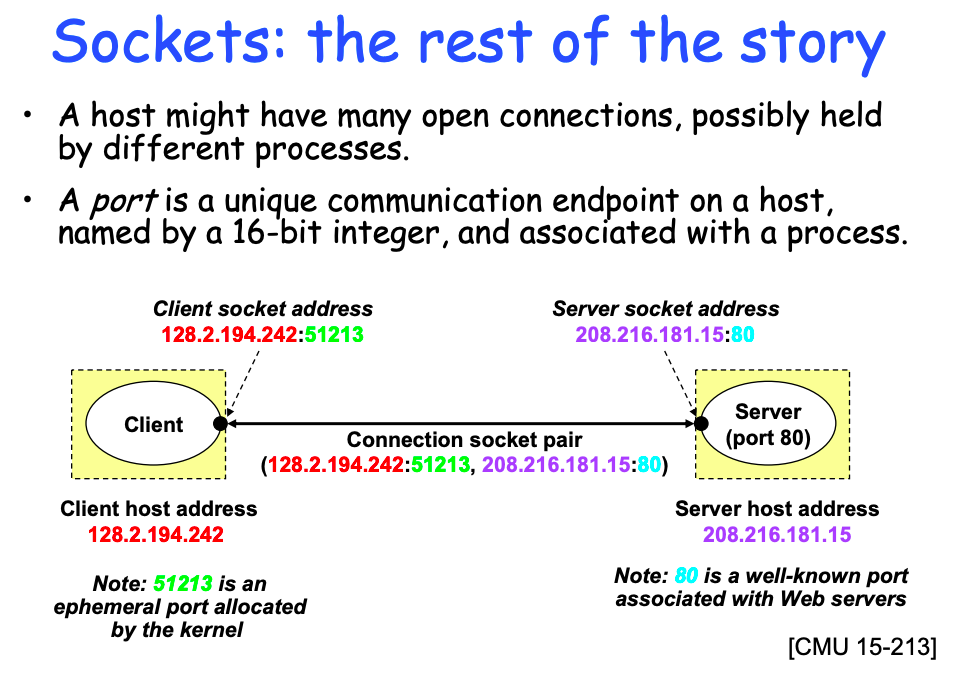 Sockets: the rest of the story
• A host might have many open connections, possibly held
by different processes.
• A port is a unique communication endpoint on a host,
named by a 16-bit integer, and associated with a process.
Client socket address
128.2.194.242:51213
Server socket address
208.216.181.15:80
Client
Server
(port 80)
Connection socket pair
(128.2.194.242:51213, 208.216.181.15:80)
Client host address
128.2.194.242
Server host address
208.216.181.15
Note: 51213 is an
ephemeral port allocated
by the kernel
Note: 80 is a well-known port
associated with Web servers
[CMU 15-213]